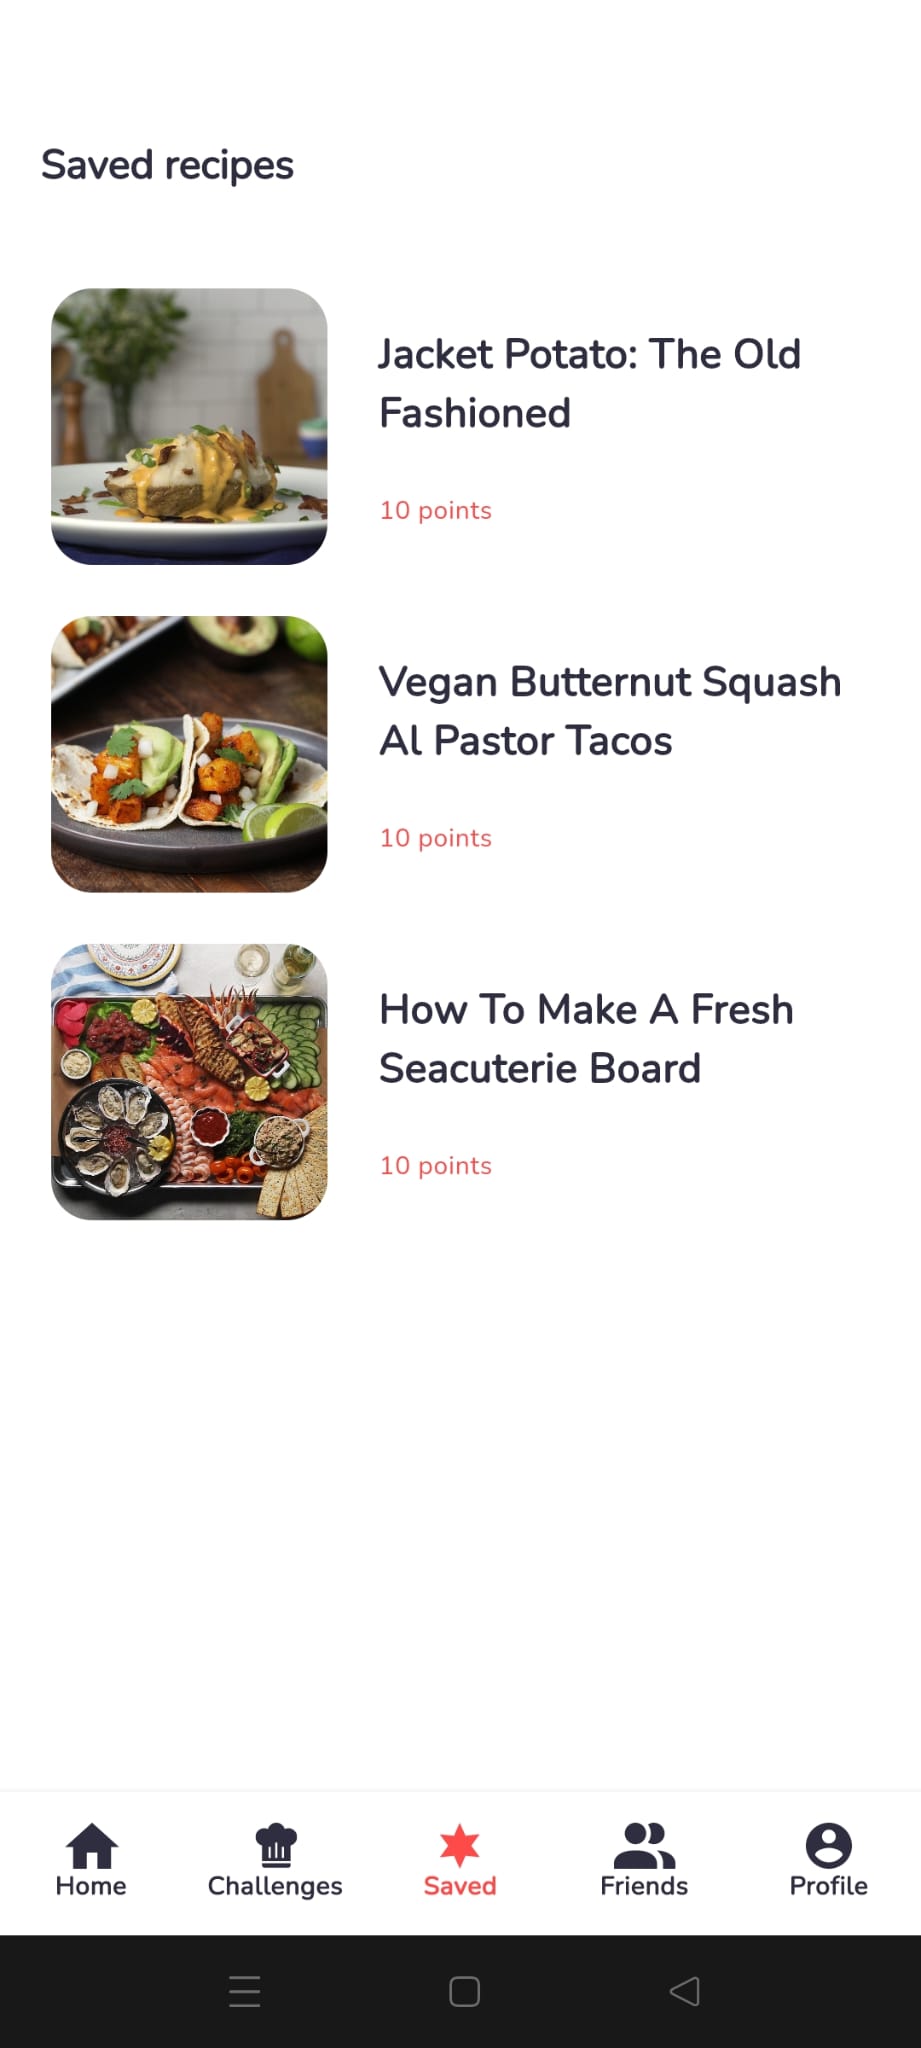 Saved recipes
Jacket Potato: The Old
Fashioned
10 points
Vegan Butternut Squash
Al Pastor Tacos
10 points
How To Make A Fresh
Seacuterie Board
10 points
Home
Challenges
Saved
Friends
Profile